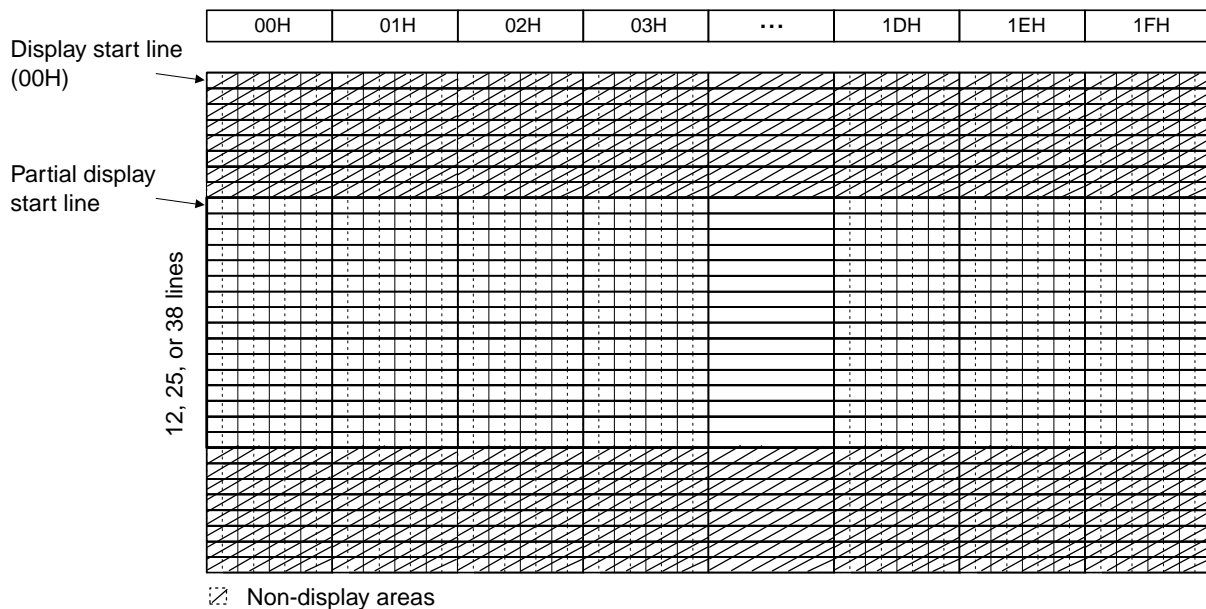 00H 01H 02H 03H ... 1DH 1EH 1FH
Display start line
(00H)
Partial display
start line
12, 25, or 38 lines
Non-display areas